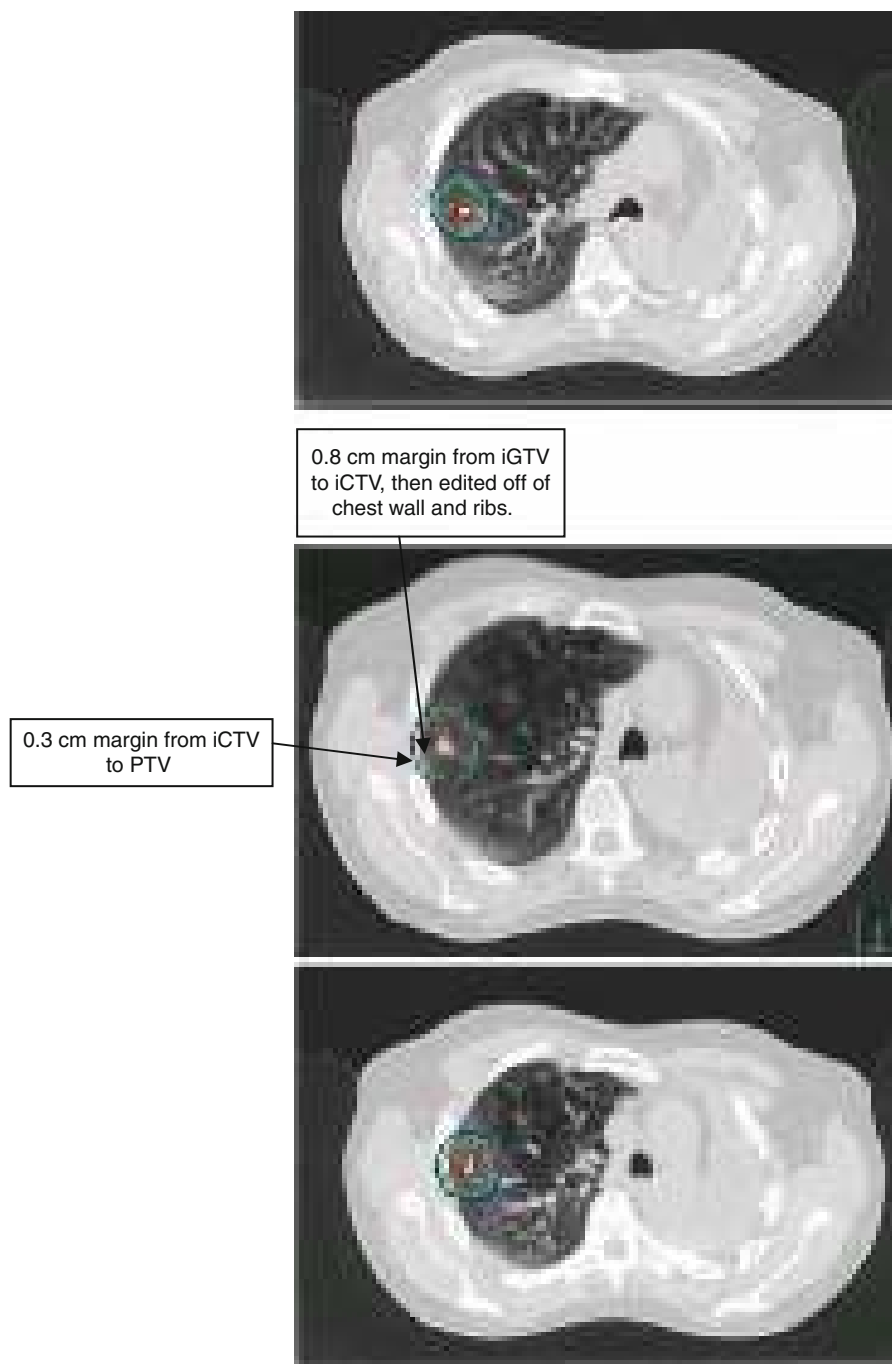 0.8 cm margin from iGTV
to iCTV, then edited off of
chest wall and ribs.
0.3 cm margin from iCTV
to PTV